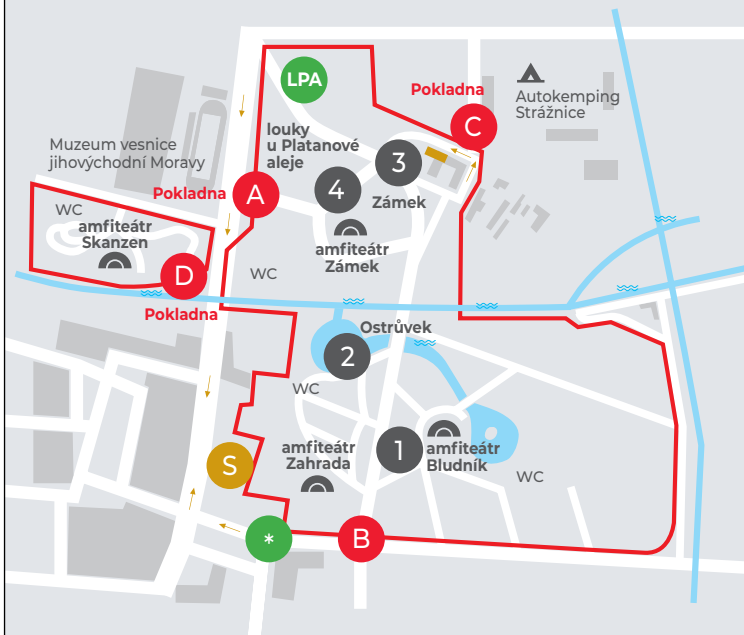 LPA
Pokladna
C
Autokemping
Strážnice
louky
u Platanové
aleje
Muzeum vesnice
jihovýchodní Moravy
3
4
Pokladna
A
Zámek
WC
amfiteátr
Skanzen
amfiteátr
Zámek
D
WC
Pokladna
Ostrůvek
2
WC
amfiteátr
Zahrada
1
amfiteátr
Bludník
S
WC
*
B